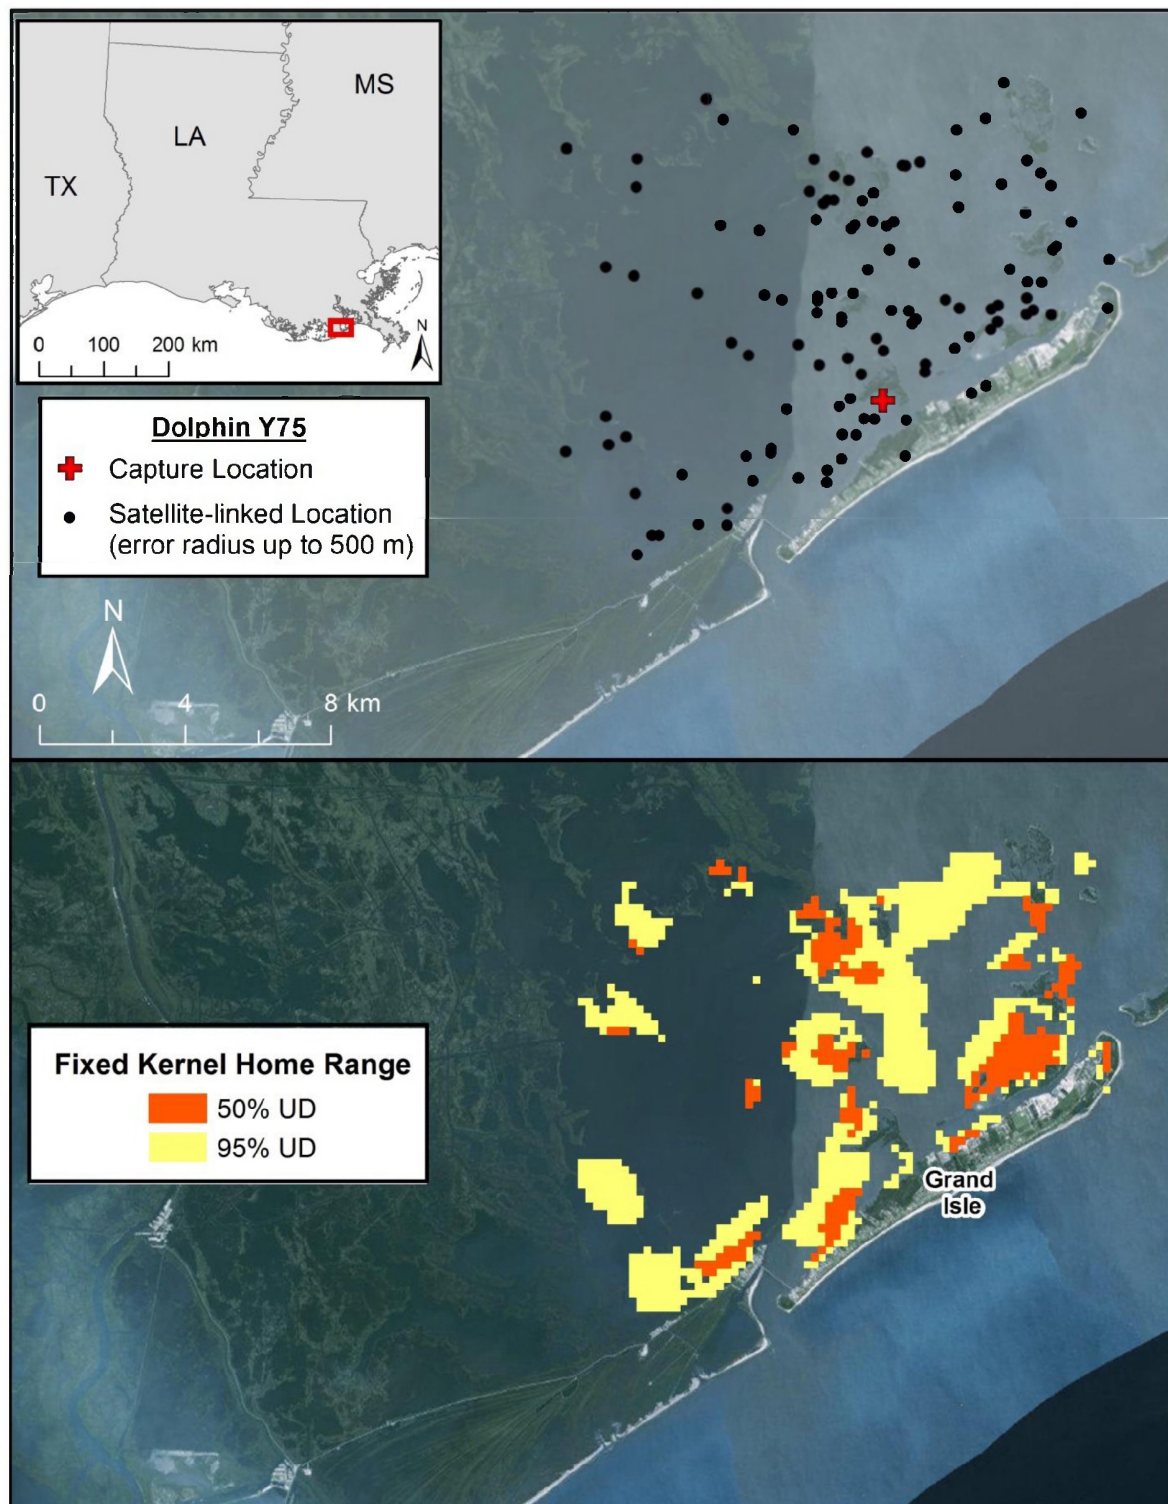 MS
LA
TX
N
0 100 200 km
Dolphin Y75
Capture Location
Satellite-linked Location
(error radius up to 500 m)
N
0 4 8 km
Fixed Kernel Home Range
50% UD
95% UD
Grand
Isle